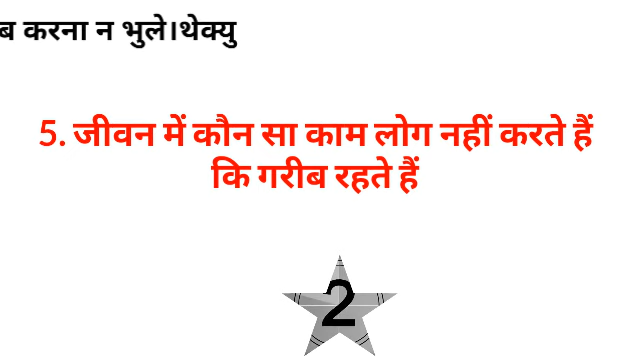 ब करना न भुले।थेक्यु
5. जीवन में कौन सा काम लोग नहीं करते हैं
कि गरीब रहते हैं
2